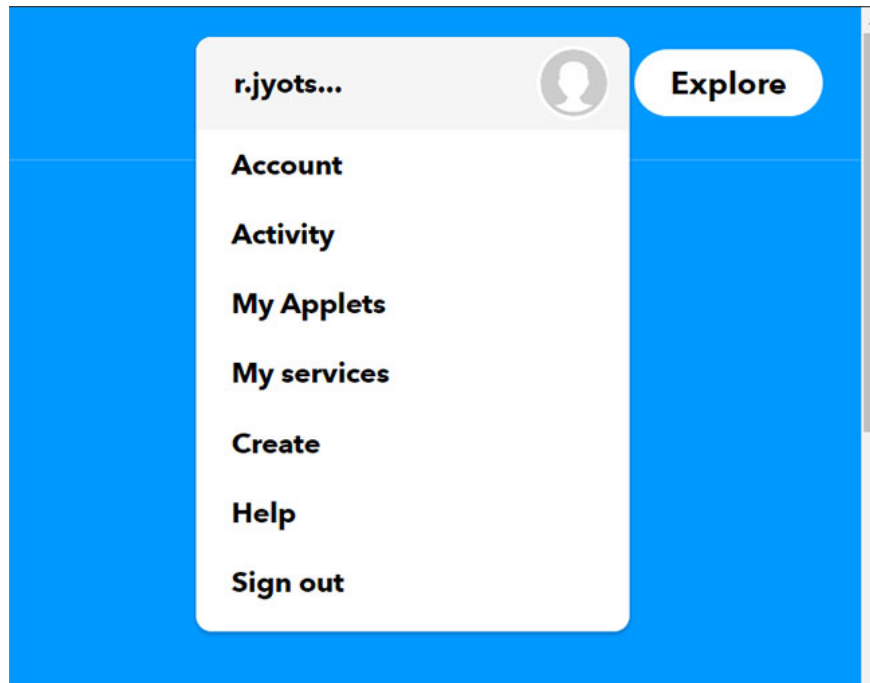 r.jyots...
Explore
Account
Activity
My Applets
My services
Create
Help
Sign out